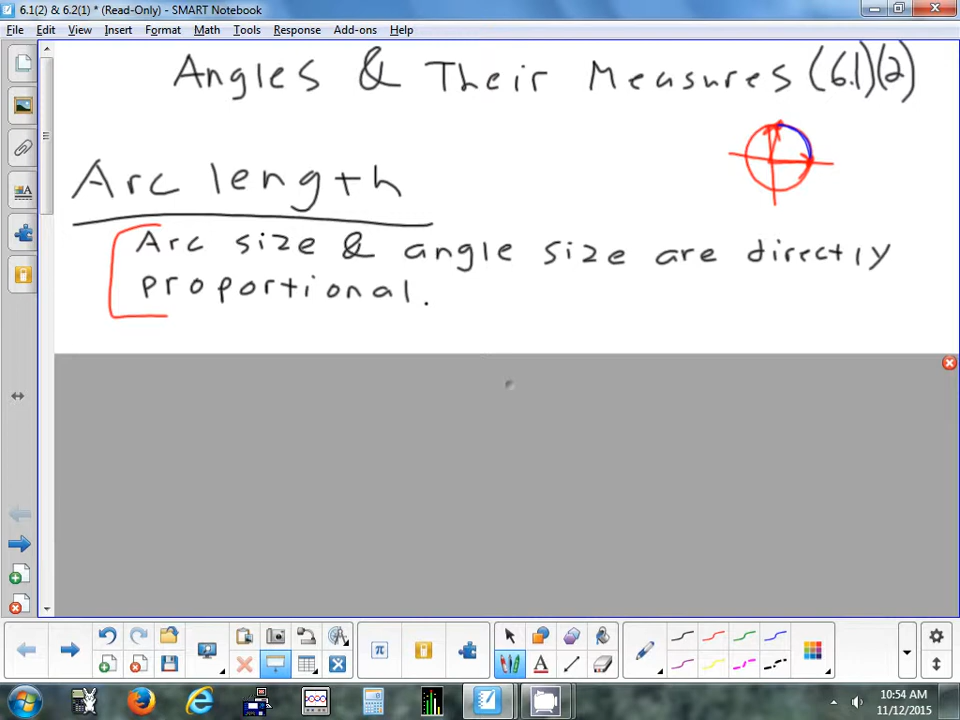 6.1(2) & 6.2(1) * (Read-Only) - SMART Notebook
File Edit View Insert Format Math Tools Response Add-ons Help
Angles & Their Measures (6.1)(2)
Arc length
Arc size & angle size are directly
proportional.
10:54 AM
11/12/2015